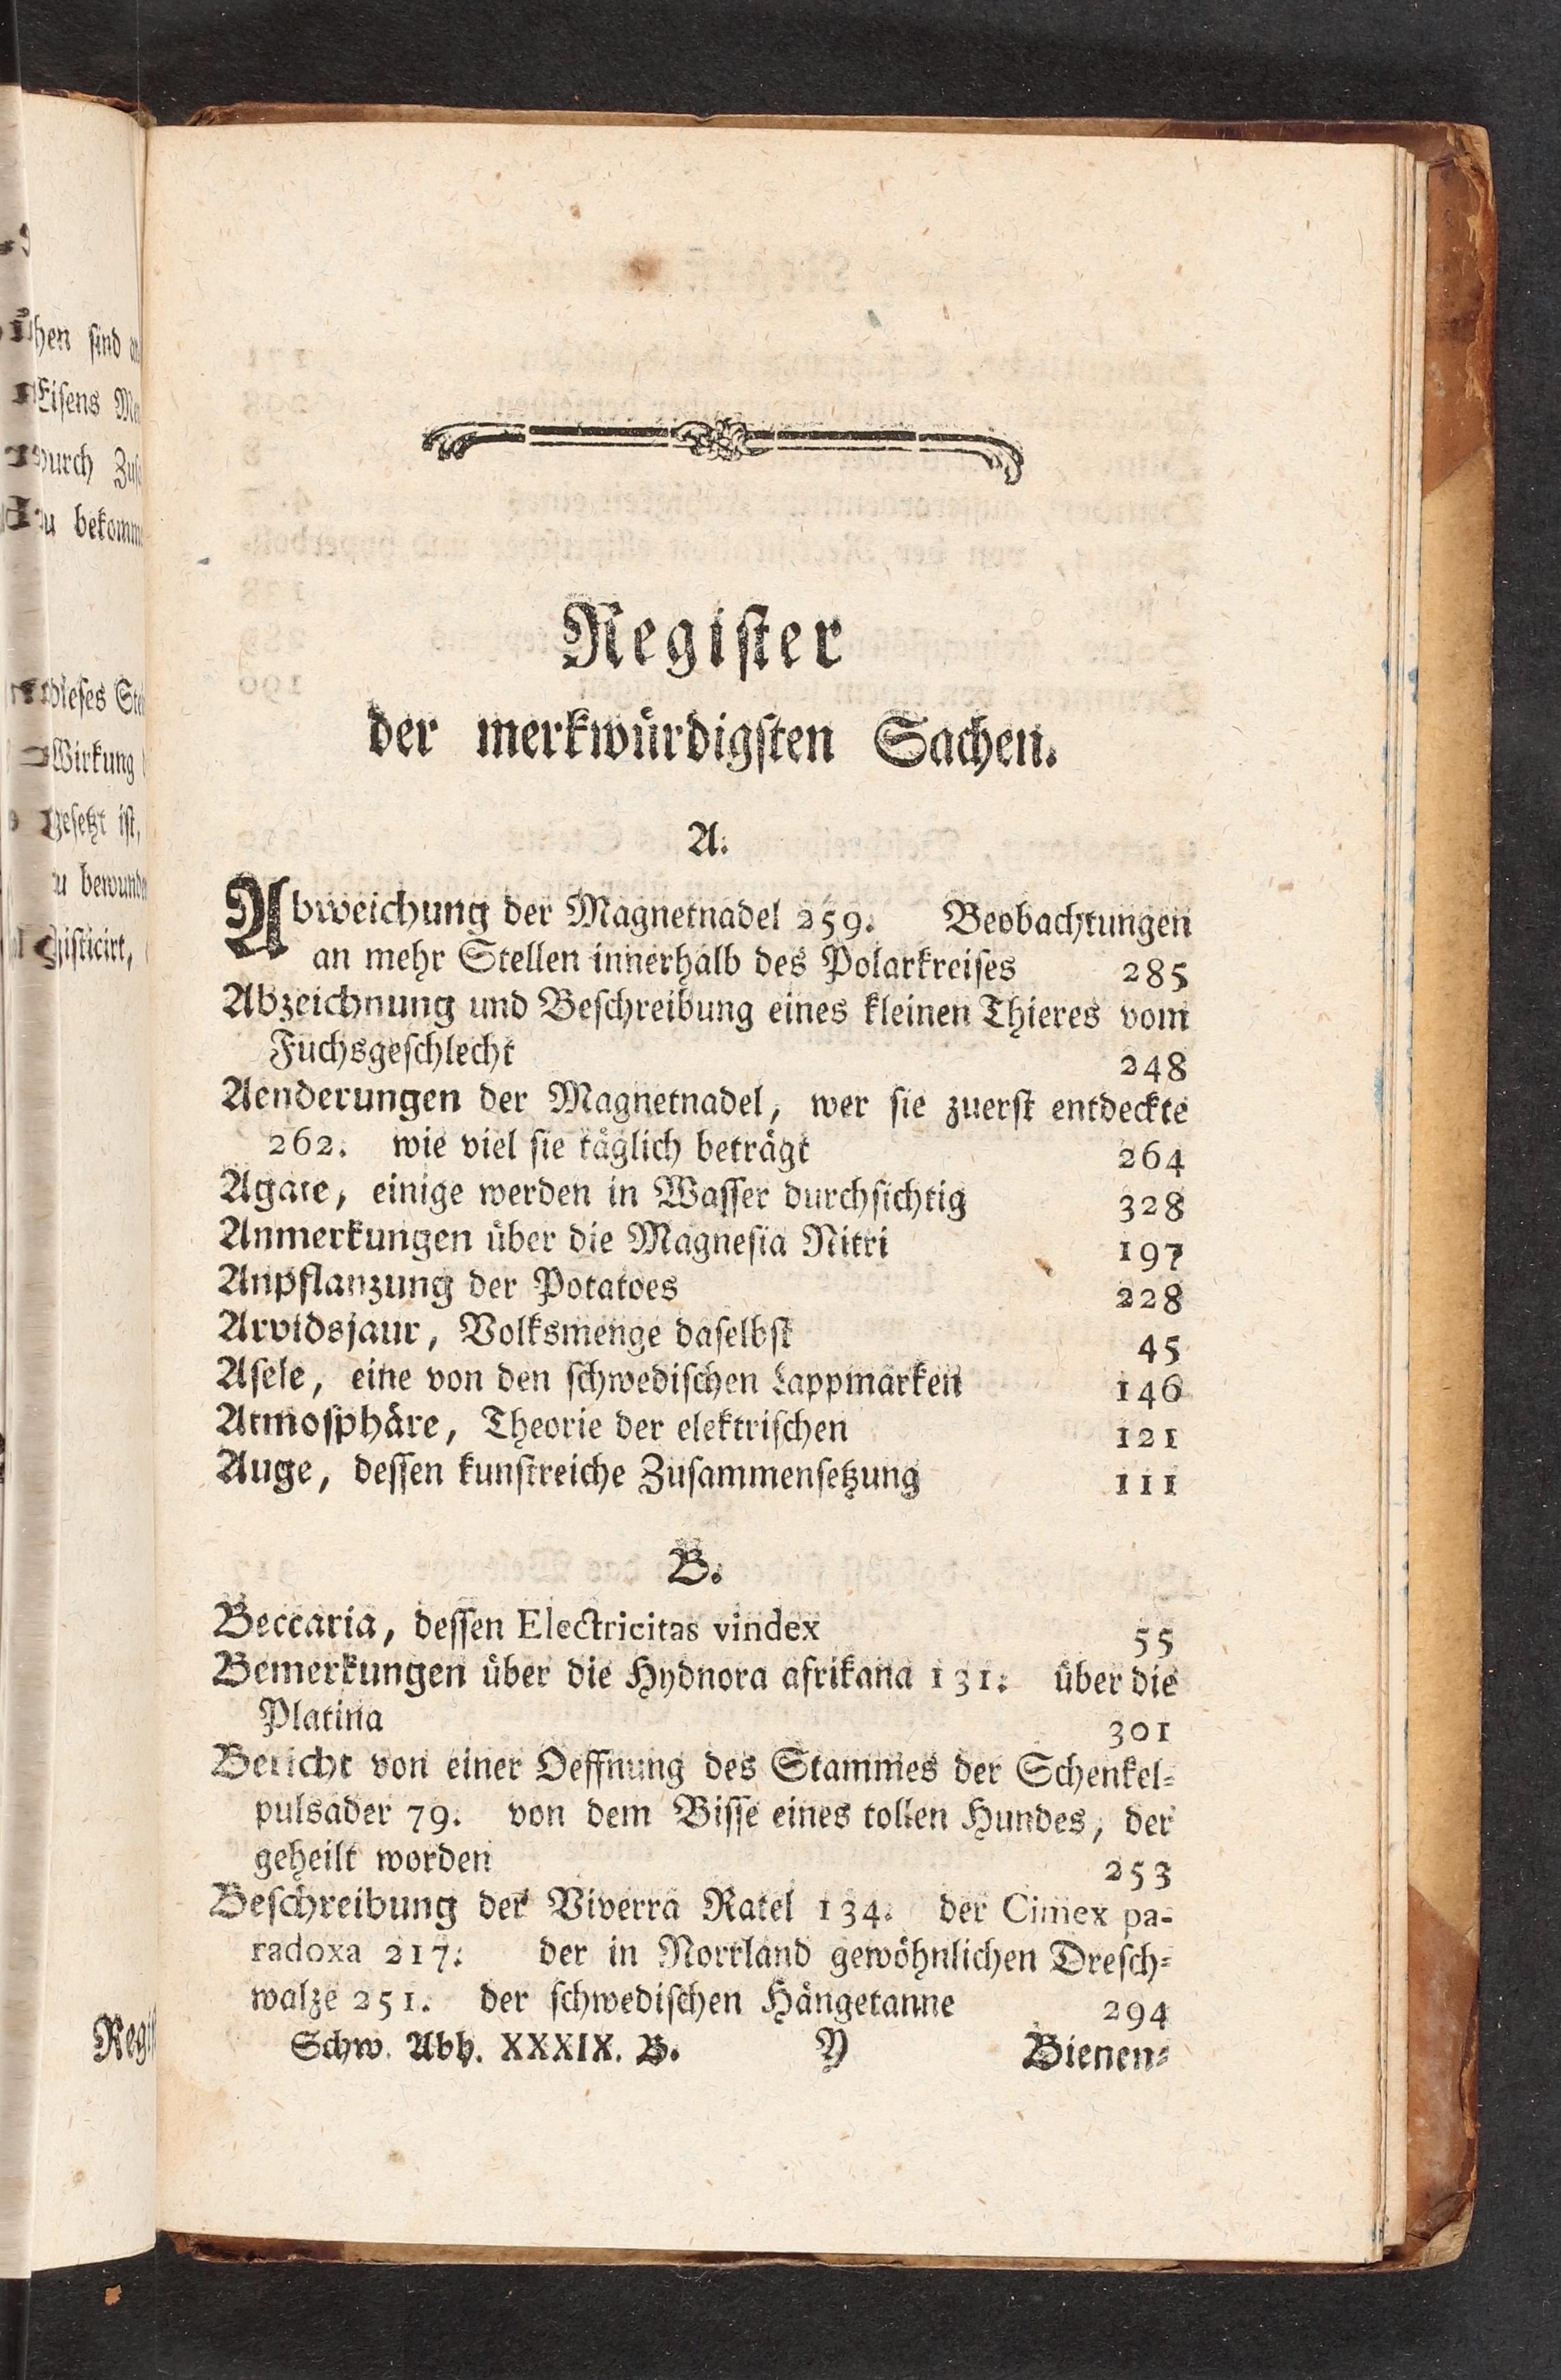 Register
der merkwürdigsten Sachen.
A.
Abweichung der Magnetnadel 259. Beobachtungen
an mehr Stellen innerhalb des Polarkreises 285
Abzeichnung und Beschreibung eines kleinen Thieres vom
Fuchsgeschlecht 248
Aenderungen der Magnetnadel, wer sie zuerst entdeckte
262. wie viel sie täglich beträgt 264
Agate, einige werden in Wasser durchsichtig 328
Anmerkungen über die Magnesia Nitri 197
Anpflanzung der Potatoes 228
Arvidsjaur, Volksmenge daselbst 45
Asele, eine von den schwedischen Lappmarken 146
Atmosphäre, Theorie der elektrischen 121
Auge, dessen kunstreiche Zusammensetzung 111
B.
Beccaria, dessen Electricitas vindex 55
Bemerkungen über die Hydnora afrikana 131. über die
Platina 301
Bericht von einer Oeffnung des Stammes der Schenkel-
pulsader 79. von dem Bisse eines tollen Hundes, der
geheilt worden 253
Beschreibung der Viverra Ratel 134. der Cimex pa-
radoxa 217. der in Norrland gewöhnlichen Dresch-
walze 251. der schwedischen Hängetanne 294
Schw. Abh. XXXIX. B. Y Bienen-